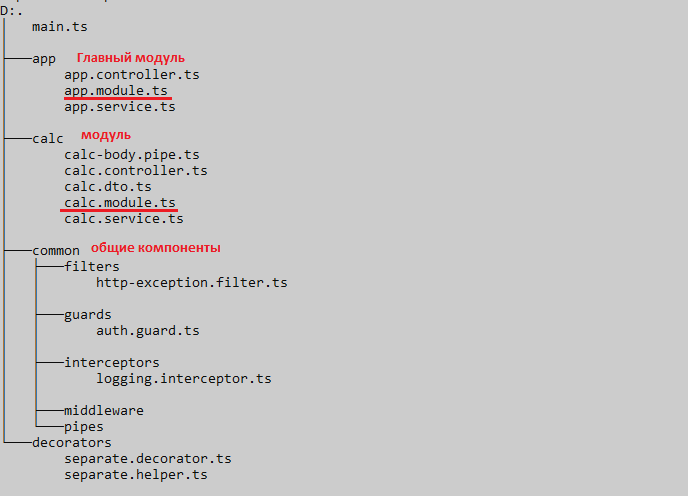 D:.
main.ts
app Главный модуль
app.controller.ts
app.module.ts
app.service.ts
calc модуль
calc-body.pipe.ts
calc.controller.ts
calc.dto.ts
calc.module.ts
calc.service.ts
common общие компоненты
filters
http-exception.filter.ts
guards
auth.guard.ts
interceptors
logging.interceptor.ts
middleware
pipes
decorators
separate.decorator.ts
separate.helper.ts